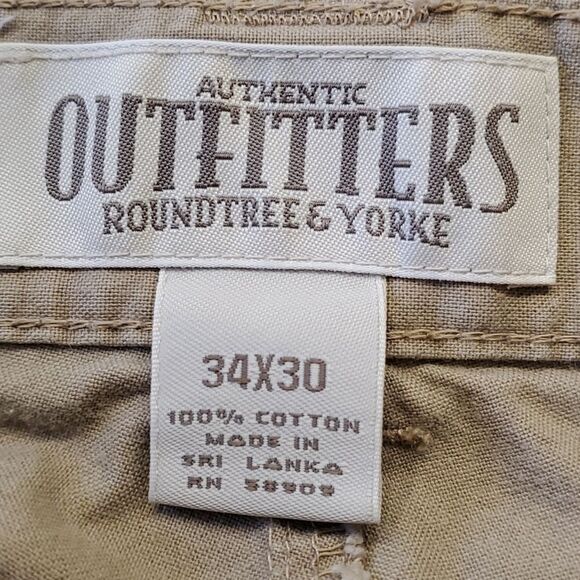 AUTHENTIC
OUTFITTERS
ROUNDTREE & YORKE
34X30
100% COTTON
MADE IN
SRI LANKA
RN 58909